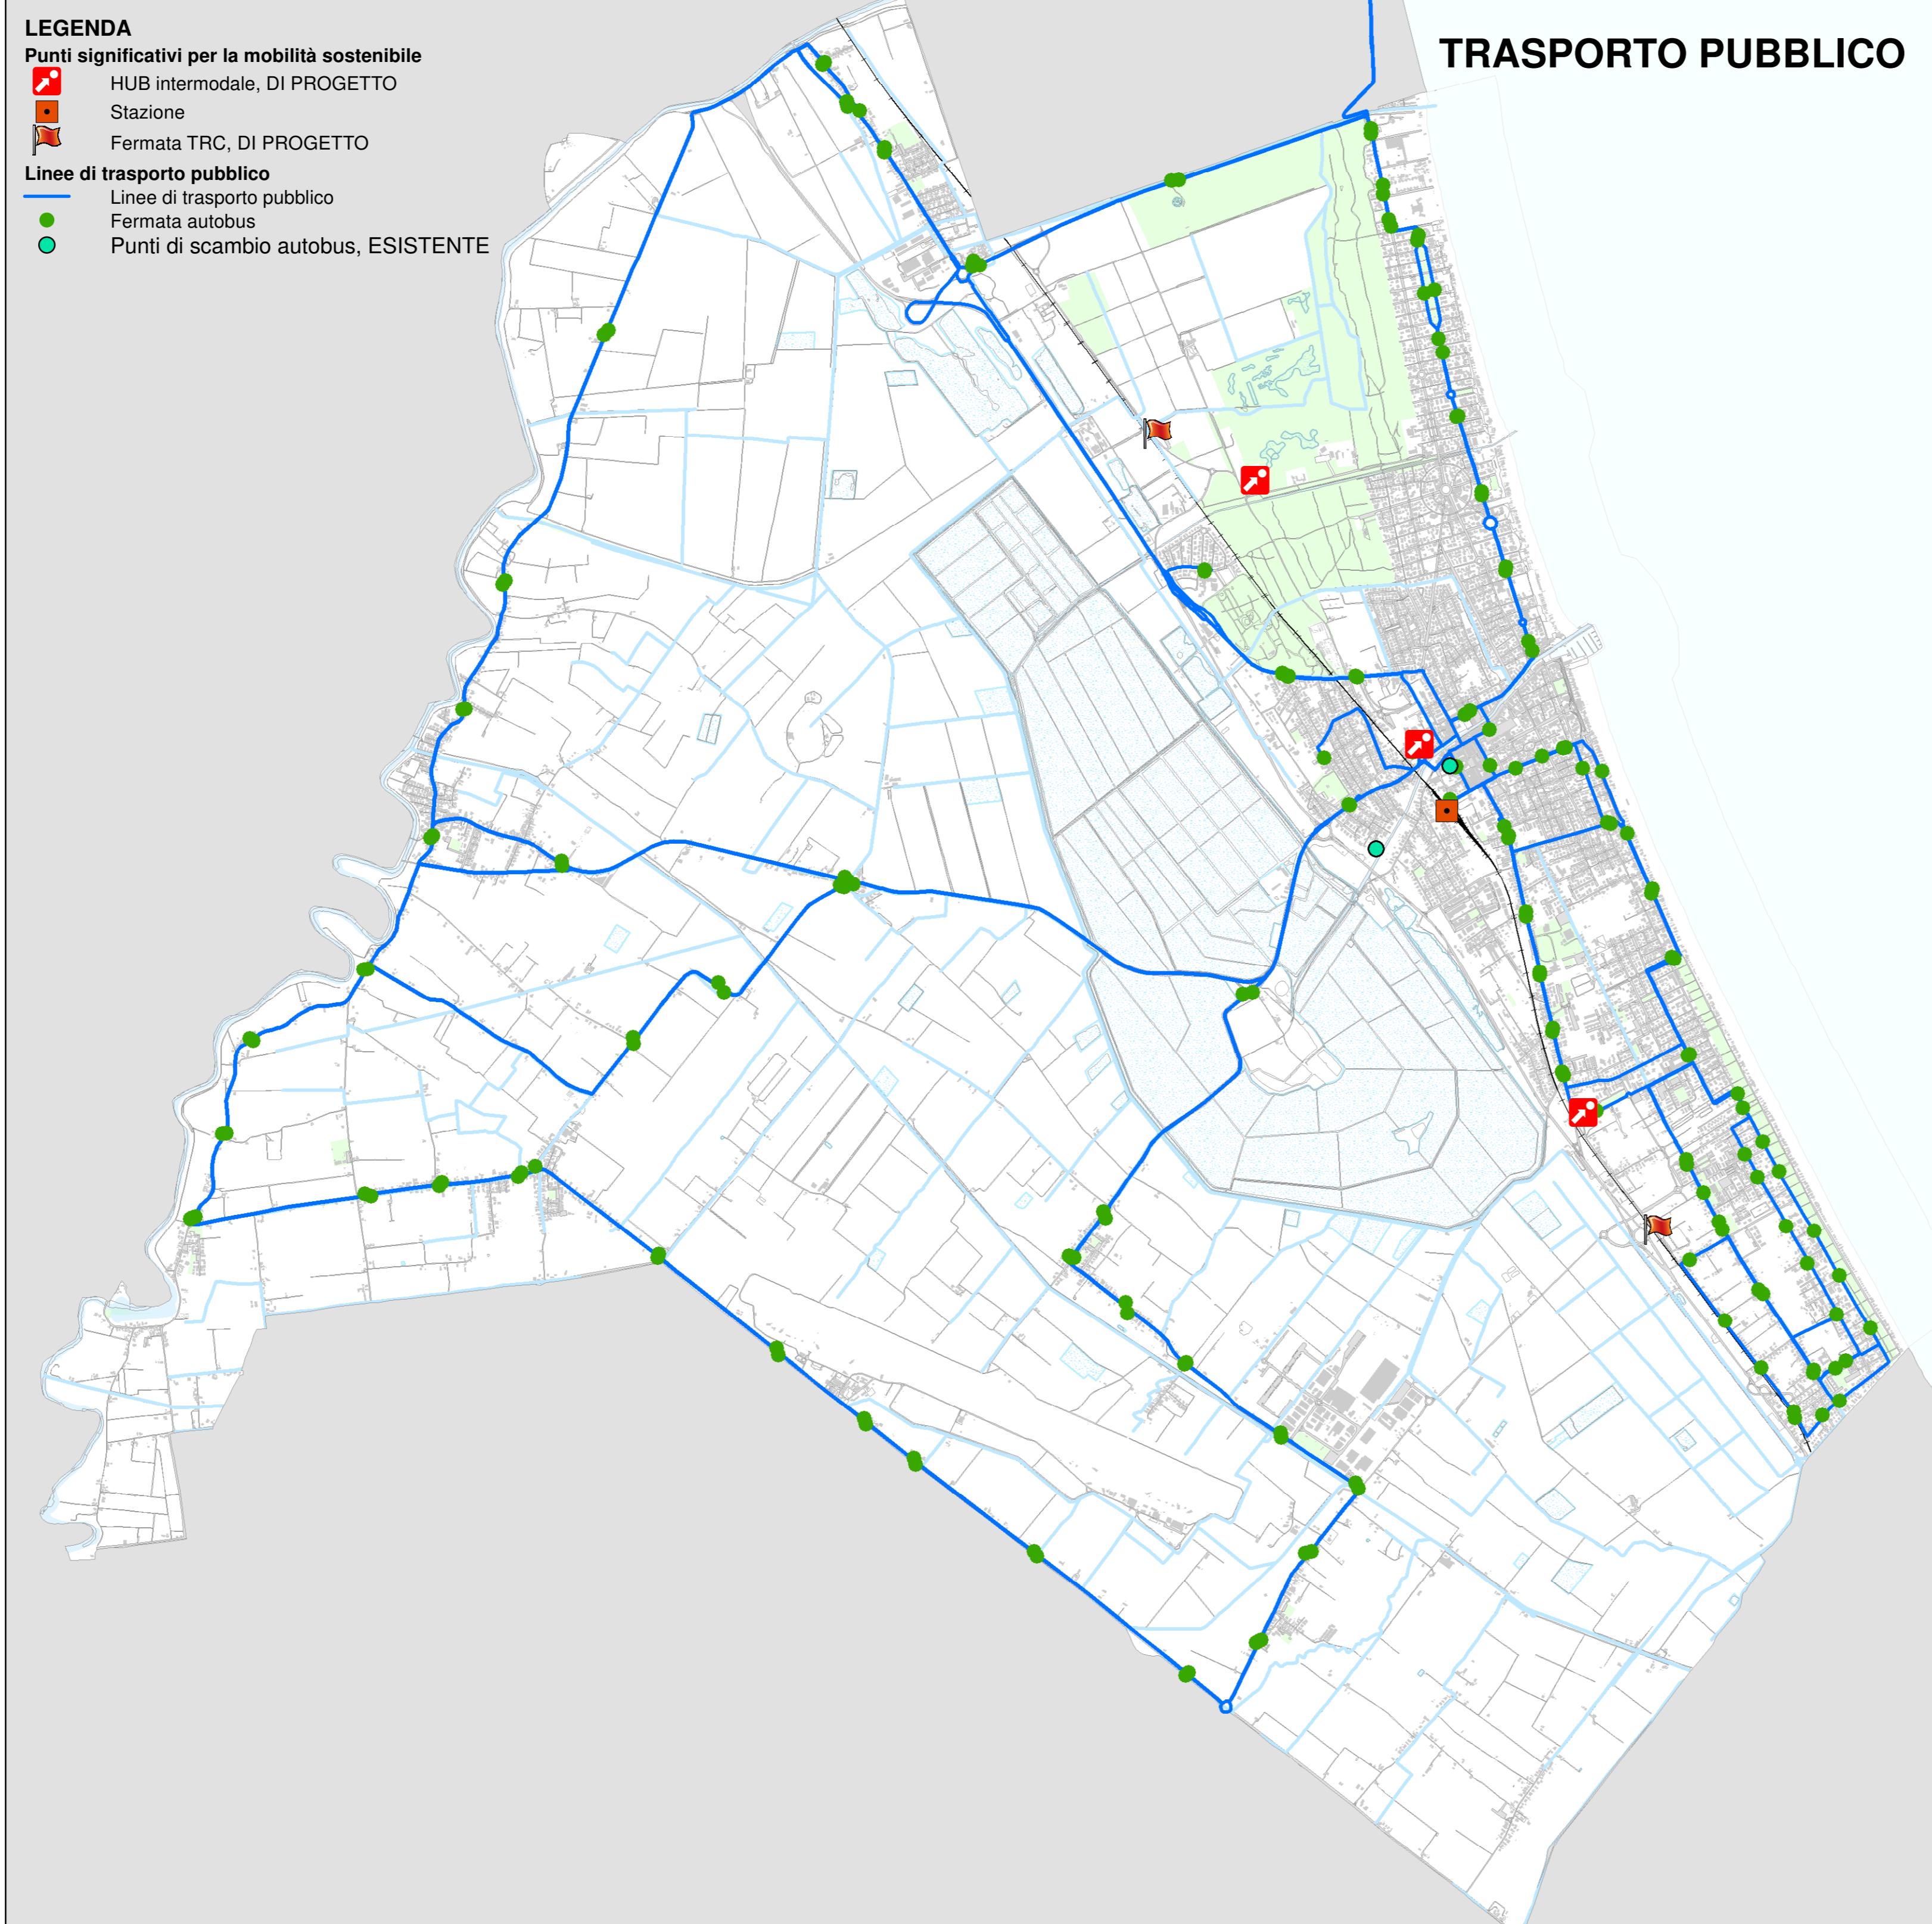 LEGENDA
Punti significativi per la mobilità sostenibile
HUB intermodale, DI PROGETTO
Stazione
Fermata TRC, DI PROGETTO
Linee di trasporto pubblico
Linee di trasporto pubblico
Fermata autobus
Punti di scambio autobus, ESISTENTE
TRASPORTO PUBBLICO